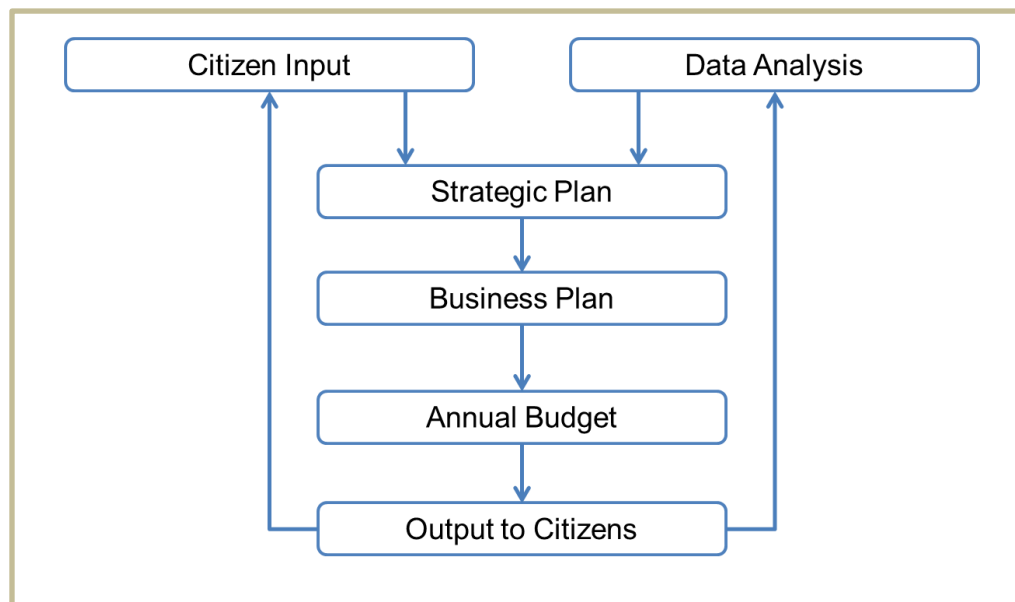 Citizen Input
Data Analysis
Strategic Plan
Business Plan
Annual Budget
Output to Citizens